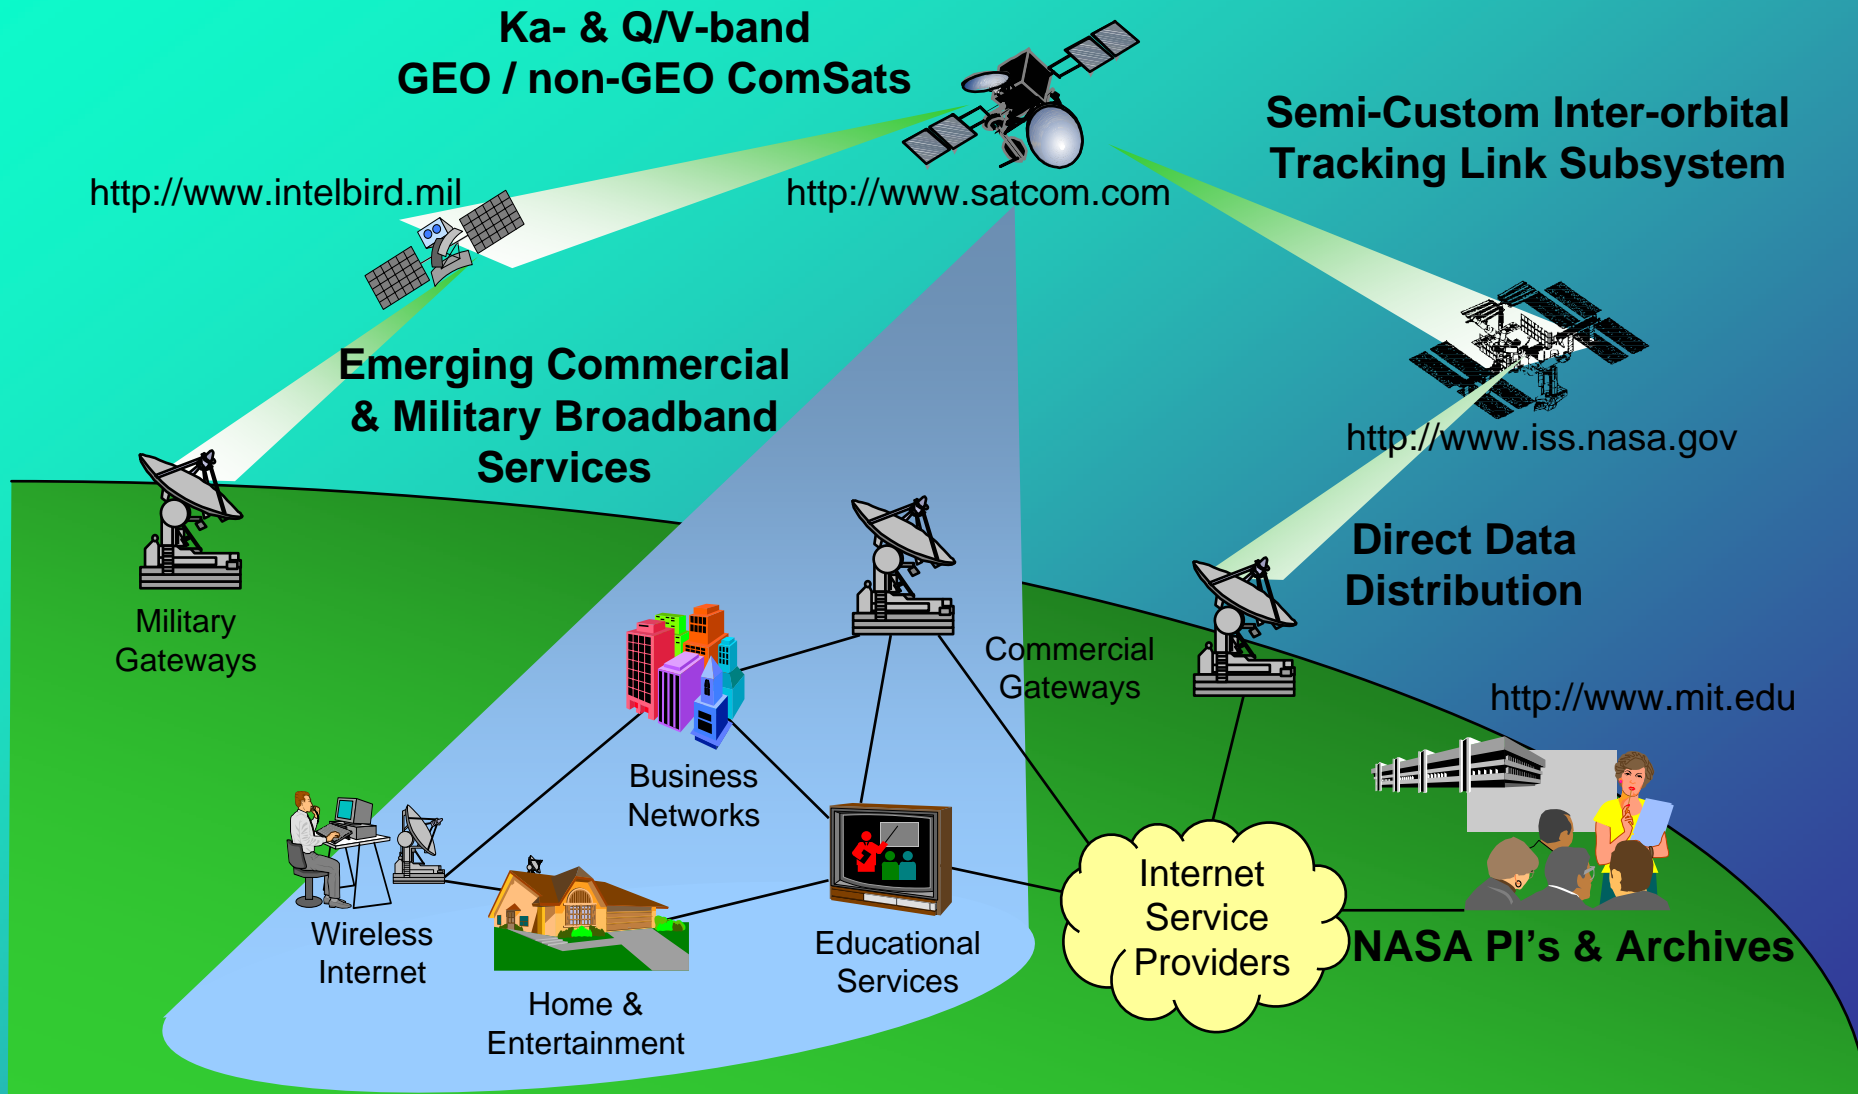 Ka- & Q/V-band
GEO / non-GEO ComSats
Semi-Custom Inter-orbital
Tracking Link Subsystem
http://www.intelbird.mil
http://www.satcom.com
Emerging Commercial
& Military Broadband
Services
http://www.iss.nasa.gov
Direct Data
Distribution
Military
Gateways
Commercial
Gateways
http://www.mit.edu
Business
Networks
Internet
Service
Providers
Wireless
Internet
Educational
Services
NASA PI’s & Archives
Home &
Entertainment